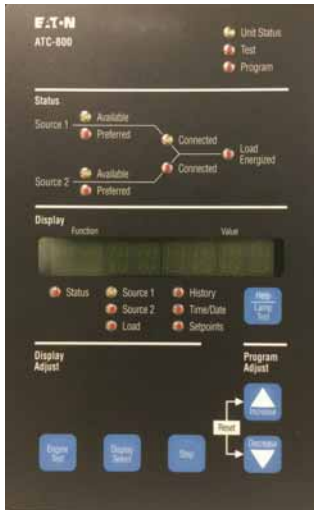 EATON
ATC-800
Unit Status
Test
Program
Status
Source 1
Available
Preferred
Connected
Load
Energized
Source 2
Available
Preferred
Connected
Display
Function Value
Status
Source 1
Source 2
Load
History
Time/Date
Setpoints
Help
Lamp
Test
Display
Adjust
Program
Adjust
Increase
Reset
Decrease
Engine
Test
Display
Select
Step